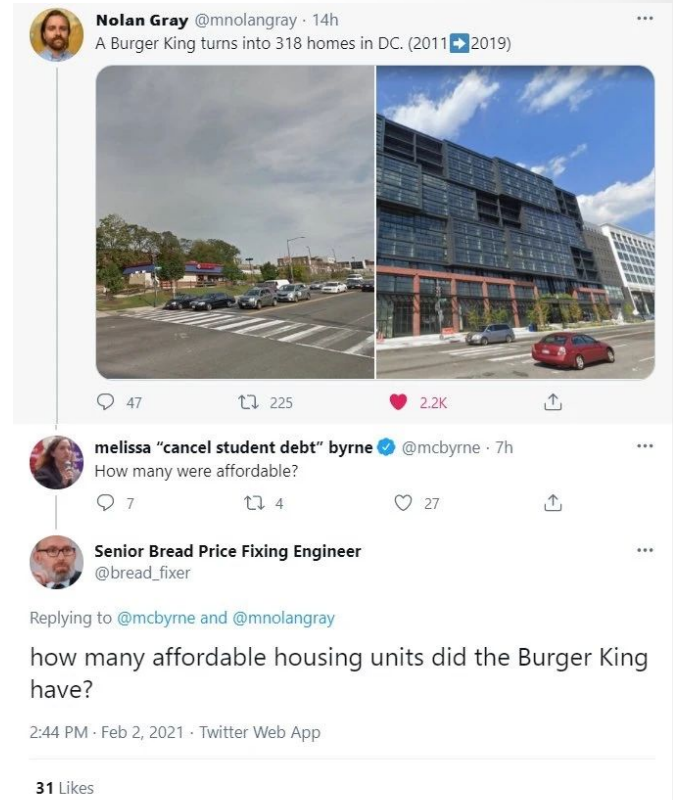 Nolan Gray @mnolangray · 14h
A Burger King turns into 318 homes in DC. (2011➡️2019)
47 225 2.2K
melissa “cancel student debt” byrne @mcbyrne · 7h
How many were affordable?
7 4 27
Senior Bread Price Fixing Engineer
@bread_fixer
Replying to @mcbyrne and @mnolangray
how many affordable housing units did the Burger King
have?
2:44 PM · Feb 2, 2021 · Twitter Web App
31 Likes